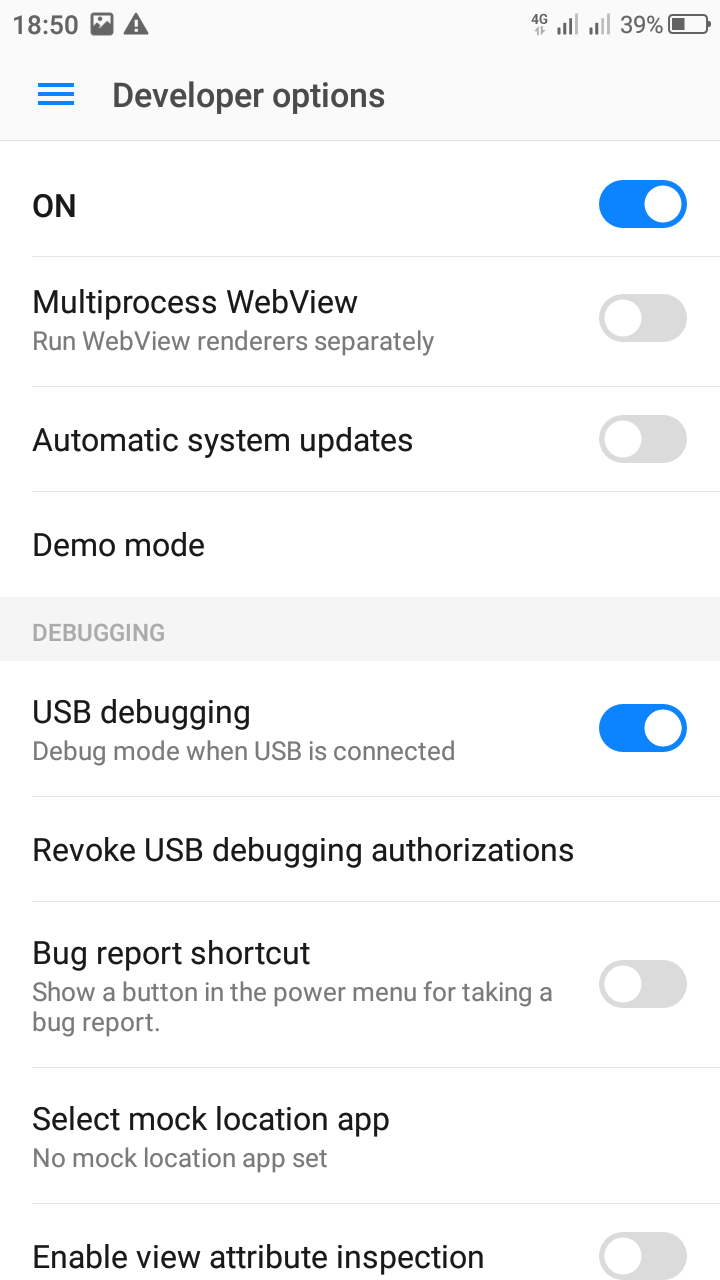 18:50
4G
39%
Developer options
ON
Multiprocess WebView
Run WebView renderers separately
Automatic system updates
Demo mode
DEBUGGING
USB debugging
Debug mode when USB is connected
Revoke USB debugging authorizations
Bug report shortcut
Show a button in the power menu for taking a
bug report.
Select mock location app
No mock location app set
Enable view attribute inspection